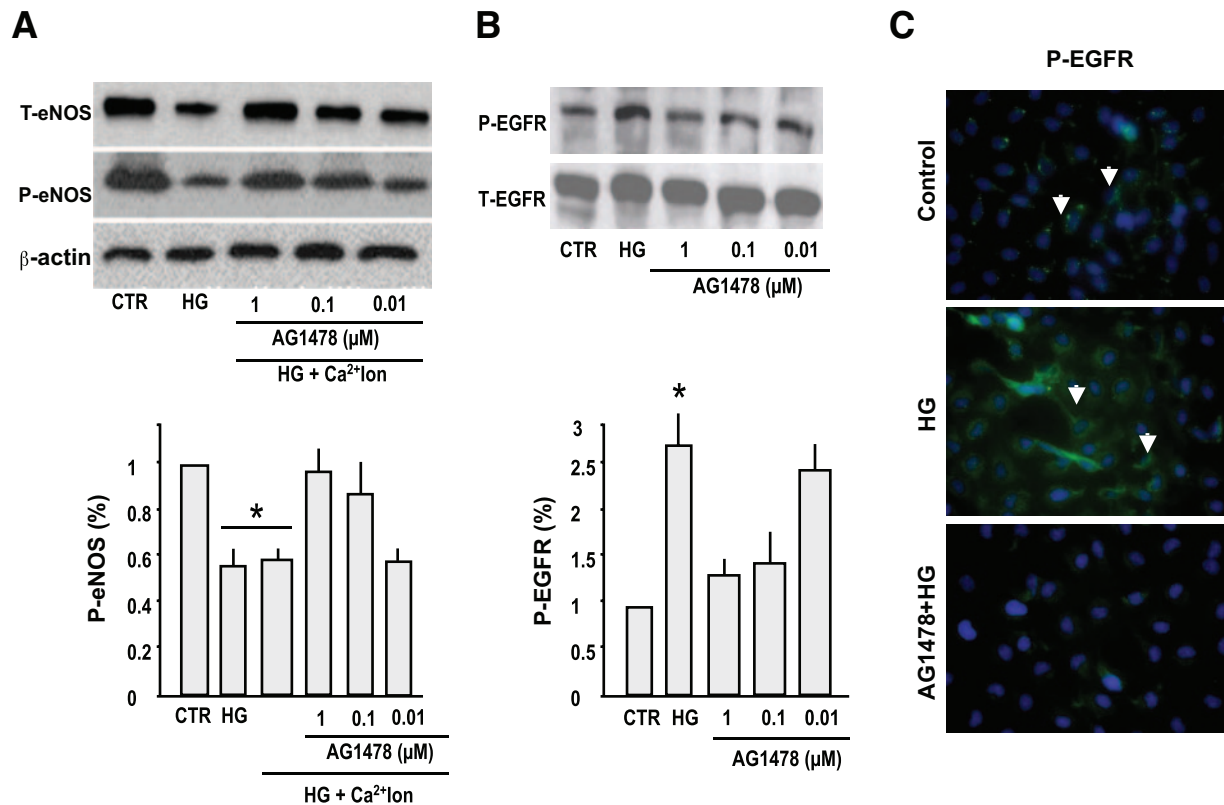 A
T-eNOS
P-eNOS
β-actin
CTR HG 1 0.1 0.01
AG1478 (µM)
HG + Ca²⁺Ion
P-eNOS (%)
1
0.8
0.6
0.4
0.2
0
*
CTR HG 1 0.1 0.01
AG1478 (µM)
HG + Ca²⁺Ion
B
P-EGFR
T-EGFR
CTR HG 1 0.1 0.01
AG1478 (µM)
P-EGFR (%)
3
2.5
2
1.5
1
0.5
0
*
CTR HG 1 0.1 0.01
AG1478 (µM)
C
P-EGFR
Control
HG
AG1478+HG